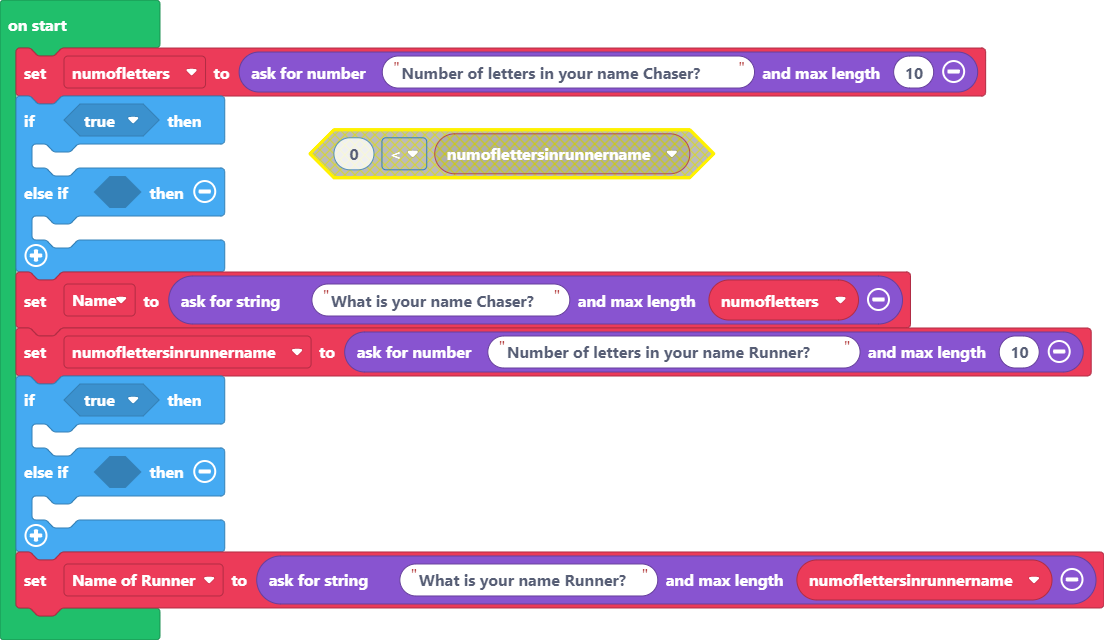 on start
set numofletters to ask for number "Number of letters in your name Chaser?" and max length 10
if true then
0 < numoflettersinrunnername
else if then
set Name to ask for string "What is your name Chaser?" and max length numofletters
set numoflettersinrunnername to ask for number "Number of letters in your name Runner?" and max length 10
if true then
else if then
set Name of Runner to ask for string "What is your name Runner?" and max length numoflettersinrunnername